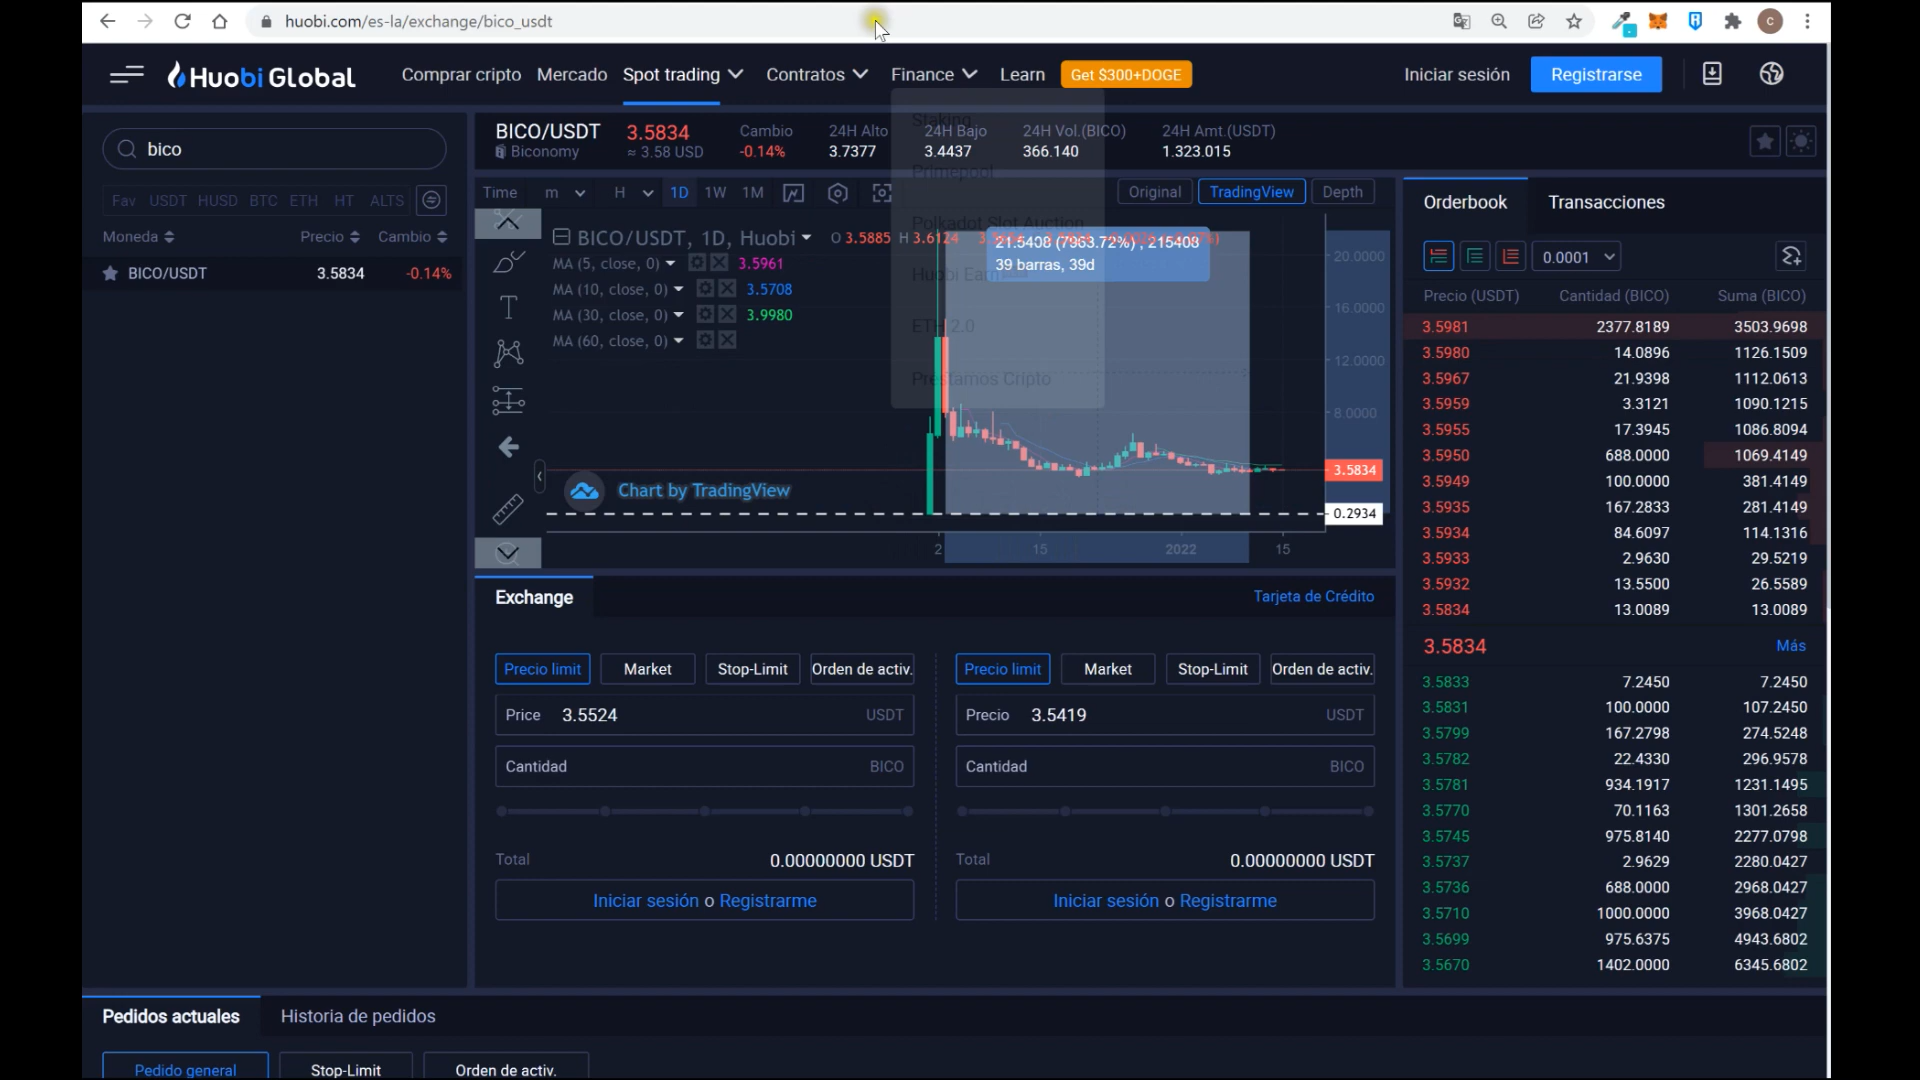 huobi.com/es-la/exchange/bico_usdt
C
Huobi Global
Comprar cripto Mercado Spot trading Contratos Finance Learn Get $300+DOGE
Iniciar sesión Registrarse
bico
Fav USDT HUSD BTC ETH HT ALTS
Moneda Precio Cambio
BICO/USDT 3.5834 -0.14%
BICO/USDT 3.5834 Cambio 24H Alto 24H Bajo 24H Vol.(BICO) 24H Amt.(USDT)
Biconomy ≈ 3.58 USD -0.14% 3.7377 3.4437 366.140 1.323.015
Staking
Primepool
Polkadot Slot Auction
Huobi Earn
ETH 2.0
Préstamos Cripto
Time m H 1D 1W 1M Original TradingView Depth
BICO/USDT, 1D, Huobi O 3.5885 H 3.6124
21.5408 (7963.72%) , 215408
39 barras, 39d
MA (5, close, 0) 3.5961
MA (10, close, 0) 3.5708
MA (30, close, 0) 3.9980
MA (60, close, 0)
20.0000
16.0000
12.0000
8.0000
3.5834
0.2934
Chart by TradingView
2 15 2022 15
Exchange Tarjeta de Crédito
Precio limit Market Stop-Limit Orden de activ.
Price 3.5524 USDT
Cantidad BICO
Total 0.00000000 USDT
Iniciar sesión o Registrarme
Precio limit Market Stop-Limit Orden de activ.
Precio 3.5419 USDT
Cantidad BICO
Total 0.00000000 USDT
Iniciar sesión o Registrarme
Orderbook Transacciones
0.0001
Precio (USDT) Cantidad (BICO) Suma (BICO)
3.5981 2377.8189 3503.9698
3.5980 14.0896 1126.1509
3.5967 21.9398 1112.0613
3.5959 3.3121 1090.1215
3.5955 17.3945 1086.8094
3.5950 688.0000 1069.4149
3.5949 100.0000 381.4149
3.5935 167.2833 281.4149
3.5934 84.6097 114.1316
3.5933 2.9630 29.5219
3.5932 13.5500 26.5589
3.5834 13.0089 13.0089
3.5834 Más
3.5833 7.2450 7.2450
3.5831 100.0000 107.2450
3.5799 167.2798 274.5248
3.5782 22.4330 296.9578
3.5781 934.1917 1231.1495
3.5770 70.1163 1301.2658
3.5745 975.8140 2277.0798
3.5737 2.9629 2280.0427
3.5736 688.0000 2968.0427
3.5710 1000.0000 3968.0427
3.5699 975.6375 4943.6802
3.5670 1402.0000 6345.6802
Pedidos actuales Historia de pedidos
Pedido general Stop-Limit Orden de activ.